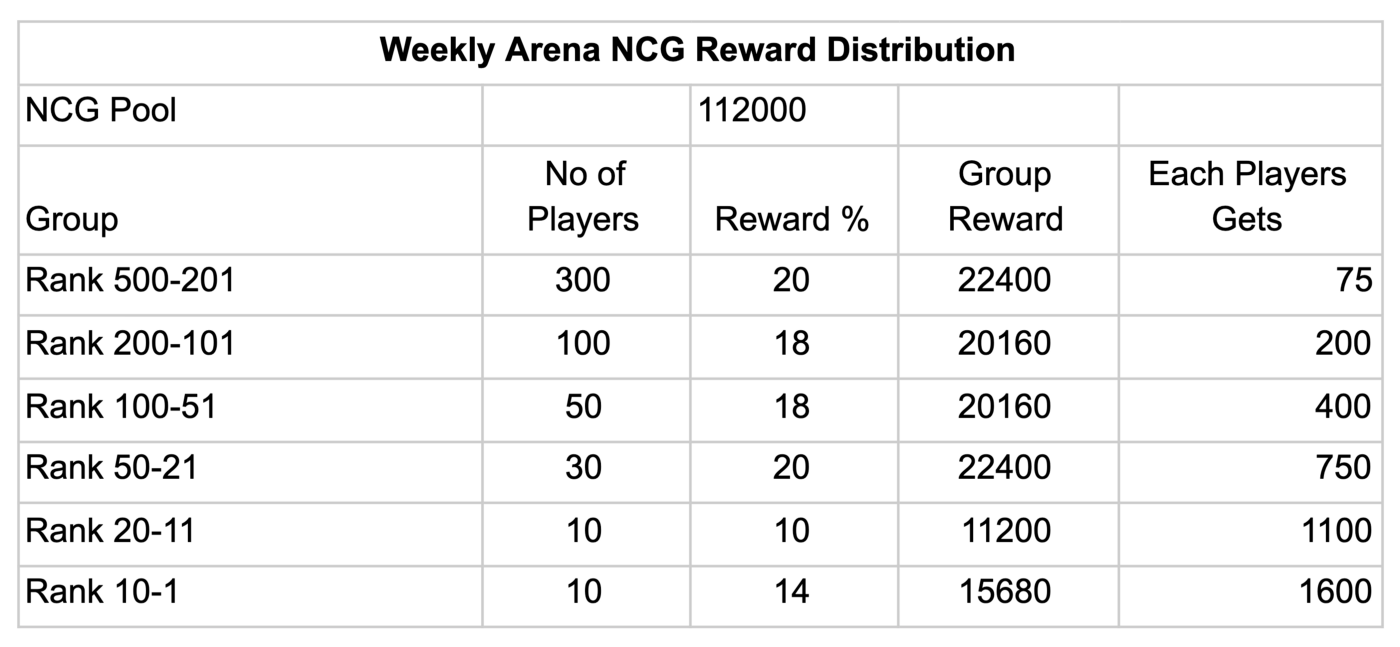 Weekly Arena NCG Reward Distribution
NCG Pool 112000
Group No of Players Reward % Group Reward Each Players Gets
Rank 500-201 300 20 22400 75
Rank 200-101 100 18 20160 200
Rank 100-51 50 18 20160 400
Rank 50-21 30 20 22400 750
Rank 20-11 10 10 11200 1100
Rank 10-1 10 14 15680 1600